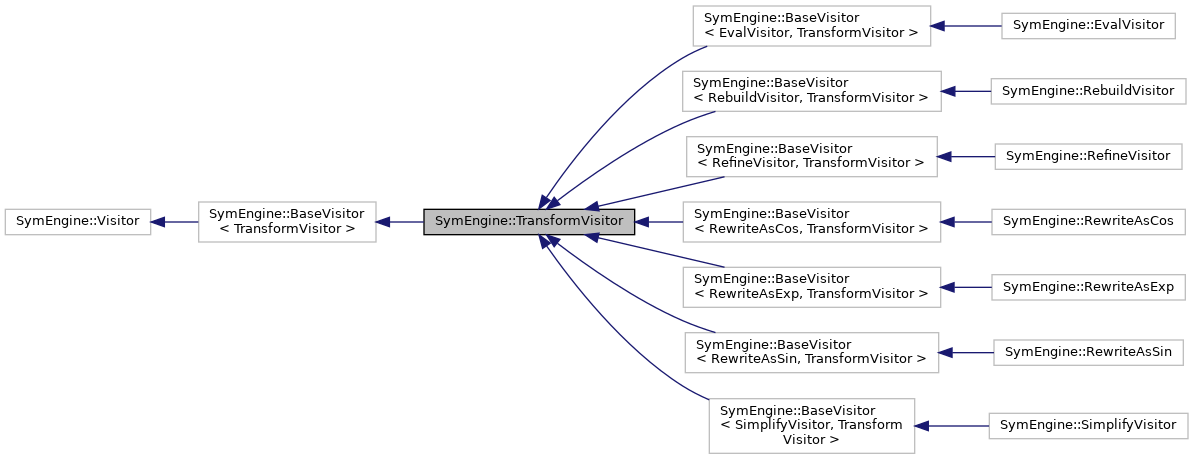 SymEngine::Visitor
SymEngine::BaseVisitor
< TransformVisitor >
SymEngine::TransformVisitor
SymEngine::BaseVisitor
< EvalVisitor, TransformVisitor >
SymEngine::EvalVisitor
SymEngine::BaseVisitor
< RebuildVisitor, TransformVisitor >
SymEngine::RebuildVisitor
SymEngine::BaseVisitor
< RefineVisitor, TransformVisitor >
SymEngine::RefineVisitor
SymEngine::BaseVisitor
< RewriteAsCos, TransformVisitor >
SymEngine::RewriteAsCos
SymEngine::BaseVisitor
< RewriteAsExp, TransformVisitor >
SymEngine::RewriteAsExp
SymEngine::BaseVisitor
< RewriteAsSin, TransformVisitor >
SymEngine::RewriteAsSin
SymEngine::BaseVisitor
< SimplifyVisitor, Transform
Visitor >
SymEngine::SimplifyVisitor